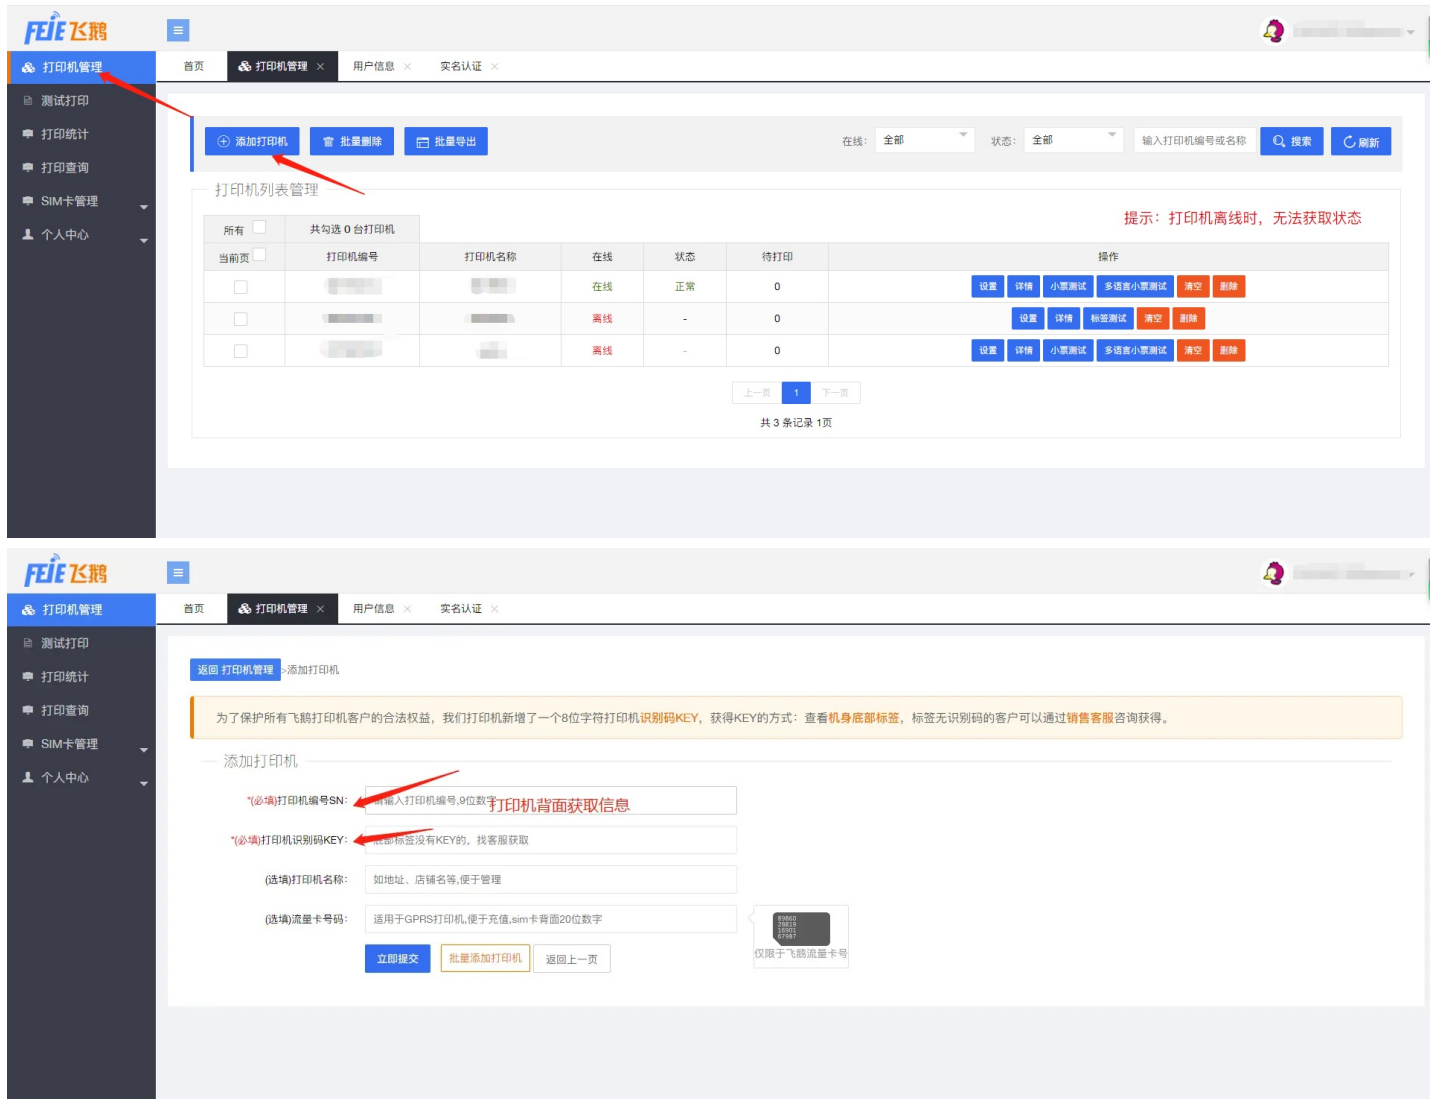 FEIE飞鹅
打印机管理
测试打印
打印统计
打印查询
SIM卡管理
个人中心
首页 打印机管理 × 用户信息 × 实名认证 ×
添加打印机 批量删除 批量导出 在线: 全部 状态: 全部 输入打印机编号或名称 搜索 刷新
打印机列表管理
提示：打印机离线时，无法获取状态
所有 共勾选 0 台打印机
当前页 打印机编号 打印机名称 在线 状态 待打印 操作
在线 正常 0 设置 详情 小票测试 多语言小票测试 清空 删除
离线 - 0 设置 详情 标签测试 清空 删除
离线 - 0 设置 详情 小票测试 多语言小票测试 清空 删除
上一页 1 下一页
共 3 条记录 1页
FEIE飞鹅
打印机管理
测试打印
打印统计
打印查询
SIM卡管理
个人中心
首页 打印机管理 × 用户信息 × 实名认证 ×
返回 打印机管理 >添加打印机
为了保护所有飞鹅打印机客户的合法权益，我们打印机新增了一个8位字符打印机识别码KEY，获得KEY的方式：查看机身底部标签，标签无识别码的客户可以通过销售客服咨询获得。
添加打印机
*(必填)打印机编号SN: 请输入打印机编号,9位数字
打印机背面获取信息
*(必填)打印机识别码KEY: 底部标签没有KEY的，找客服获取
(选填)打印机名称: 如地址、店铺名等,便于管理
(选填)流量卡号码: 适用于GPRS打印机,便于充值,sim卡背面20位数字
89860
28819
16901
67987
仅限于飞鹅流量卡号
立即提交 批量添加打印机 返回上一页